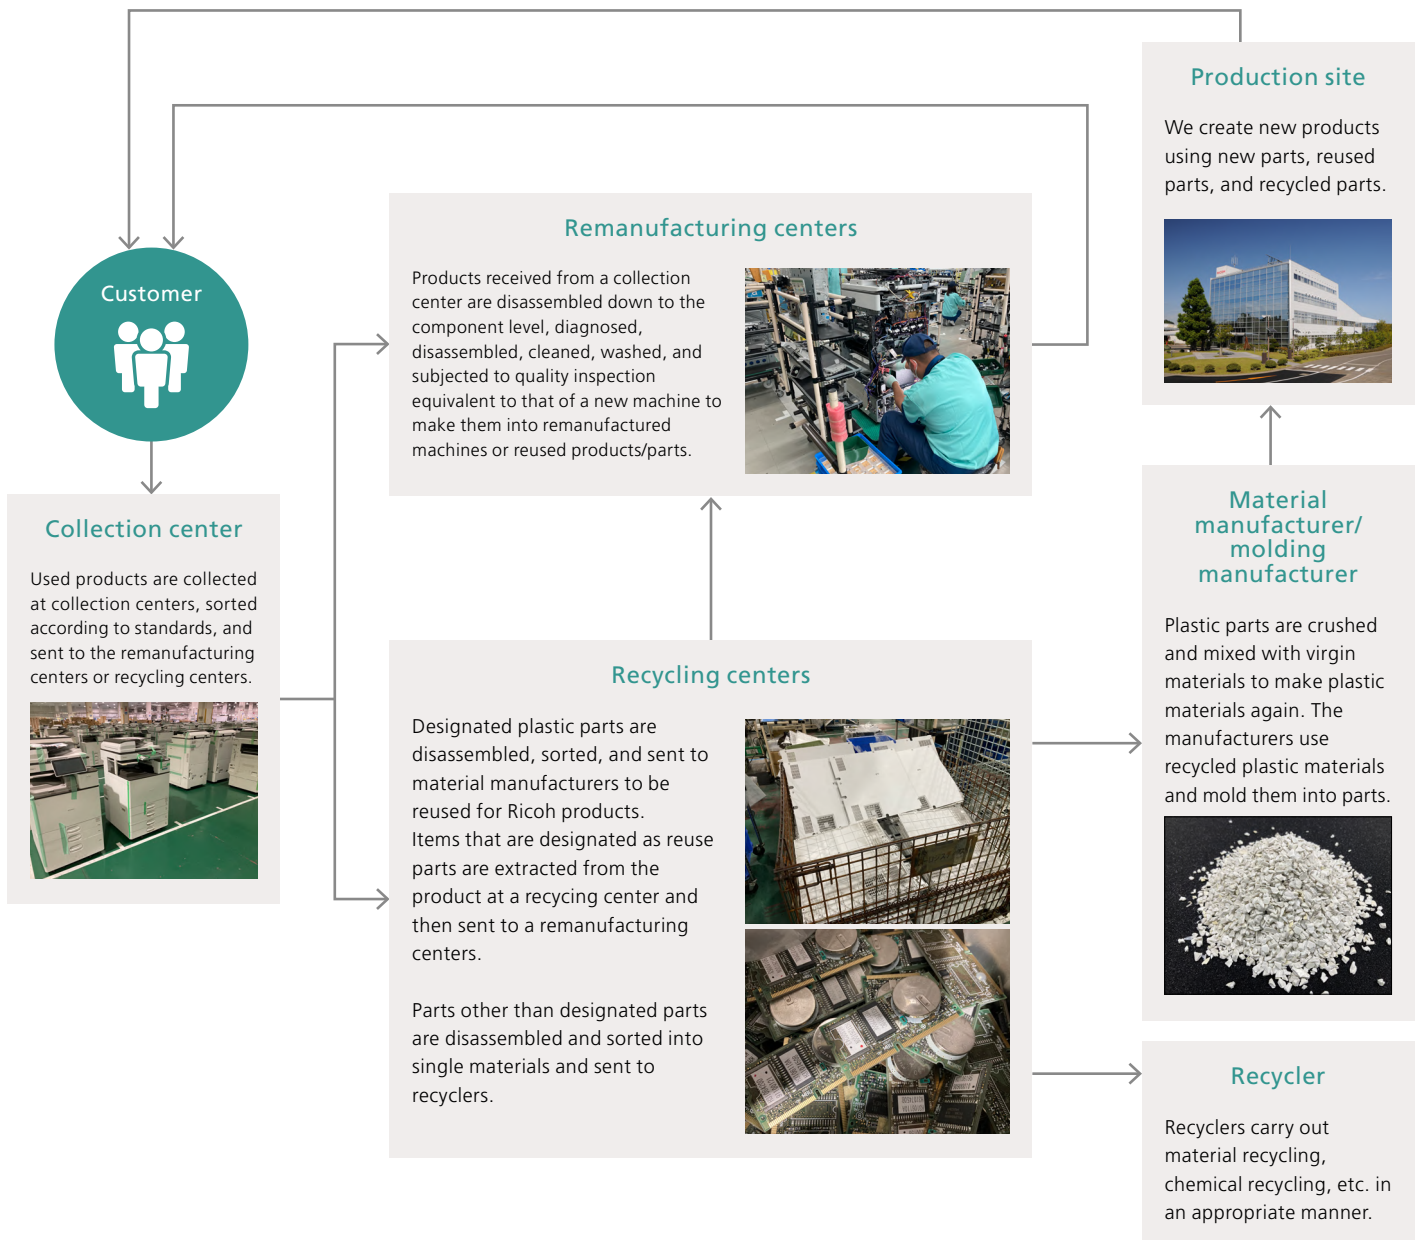 Production site
We create new products
using new parts, reused
parts, and recycled parts.
Remanufacturing centers
Products received from a collection
center are disassembled down to the
component level, diagnosed,
disassembled, cleaned, washed, and
subjected to quality inspection
equivalent to that of a new machine to
make them into remanufactured
machines or reused products/parts.
Customer
Collection center
Used products are collected
at collection centers, sorted
according to standards, and
sent to the remanufacturing
centers or recycling centers.
Material
manufacturer/
molding
manufacturer
Plastic parts are crushed
and mixed with virgin
materials to make plastic
materials again. The
manufacturers use
recycled plastic materials
and mold them into parts.
Recycling centers
Designated plastic parts are
disassembled, sorted, and sent to
material manufacturers to be
reused for Ricoh products.
Items that are designated as reuse
parts are extracted from the
product at a recycing center and
then sent to a remanufacturing
centers.
Parts other than designated parts
are disassembled and sorted into
single materials and sent to
recyclers.
Recycler
Recyclers carry out
material recycling,
chemical recycling, etc. in
an appropriate manner.